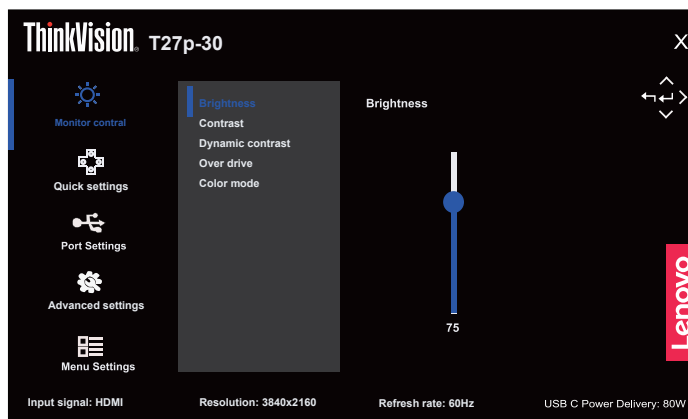 ThinkVision® T27p-30
X
Monitor contral
Quick settings
Port Settings
Advanced settings
Menu Settings
Brightness
Contrast
Dynamic contrast
Over drive
Color mode
Brightness
75
Lenovo
Input signal: HDMI
Resolution: 3840x2160
Refresh rate: 60Hz
USB C Power Delivery: 80W